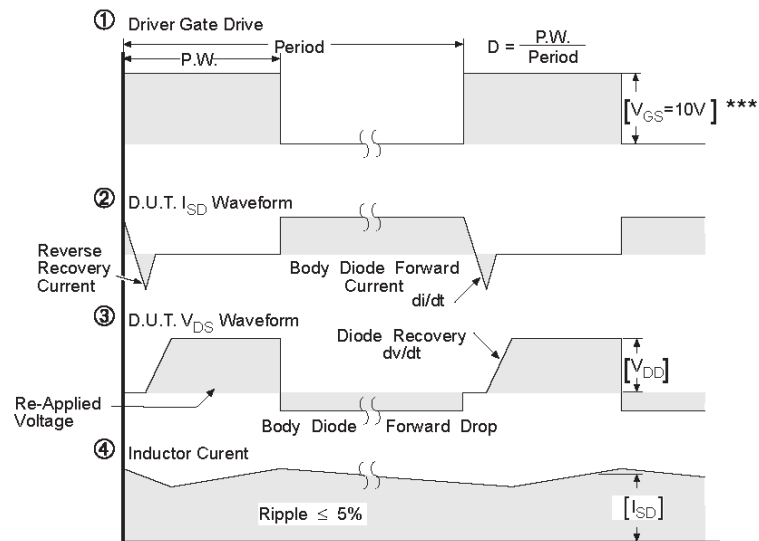 ① Driver Gate Drive
Period
P.W.
D = P.W. / Period
[V_GS=10V] ***
② D.U.T. I_SD Waveform
Reverse
Recovery
Current
Body Diode Forward
Current
di/dt
③ D.U.T. V_DS Waveform
Diode Recovery
dv/dt
[V_DD]
Re-Applied
Voltage
Body Diode Forward Drop
④ Inductor Curent
Ripple ≤ 5%
[I_SD]